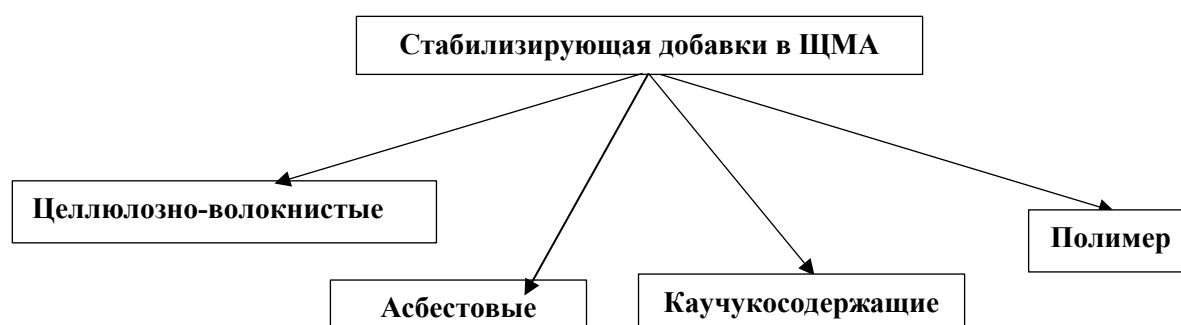 Стабилизирующая добавки в ЩМА
Целлюлозно-волокнистые
Полимер
Асбестовые
Каучукосодержащие